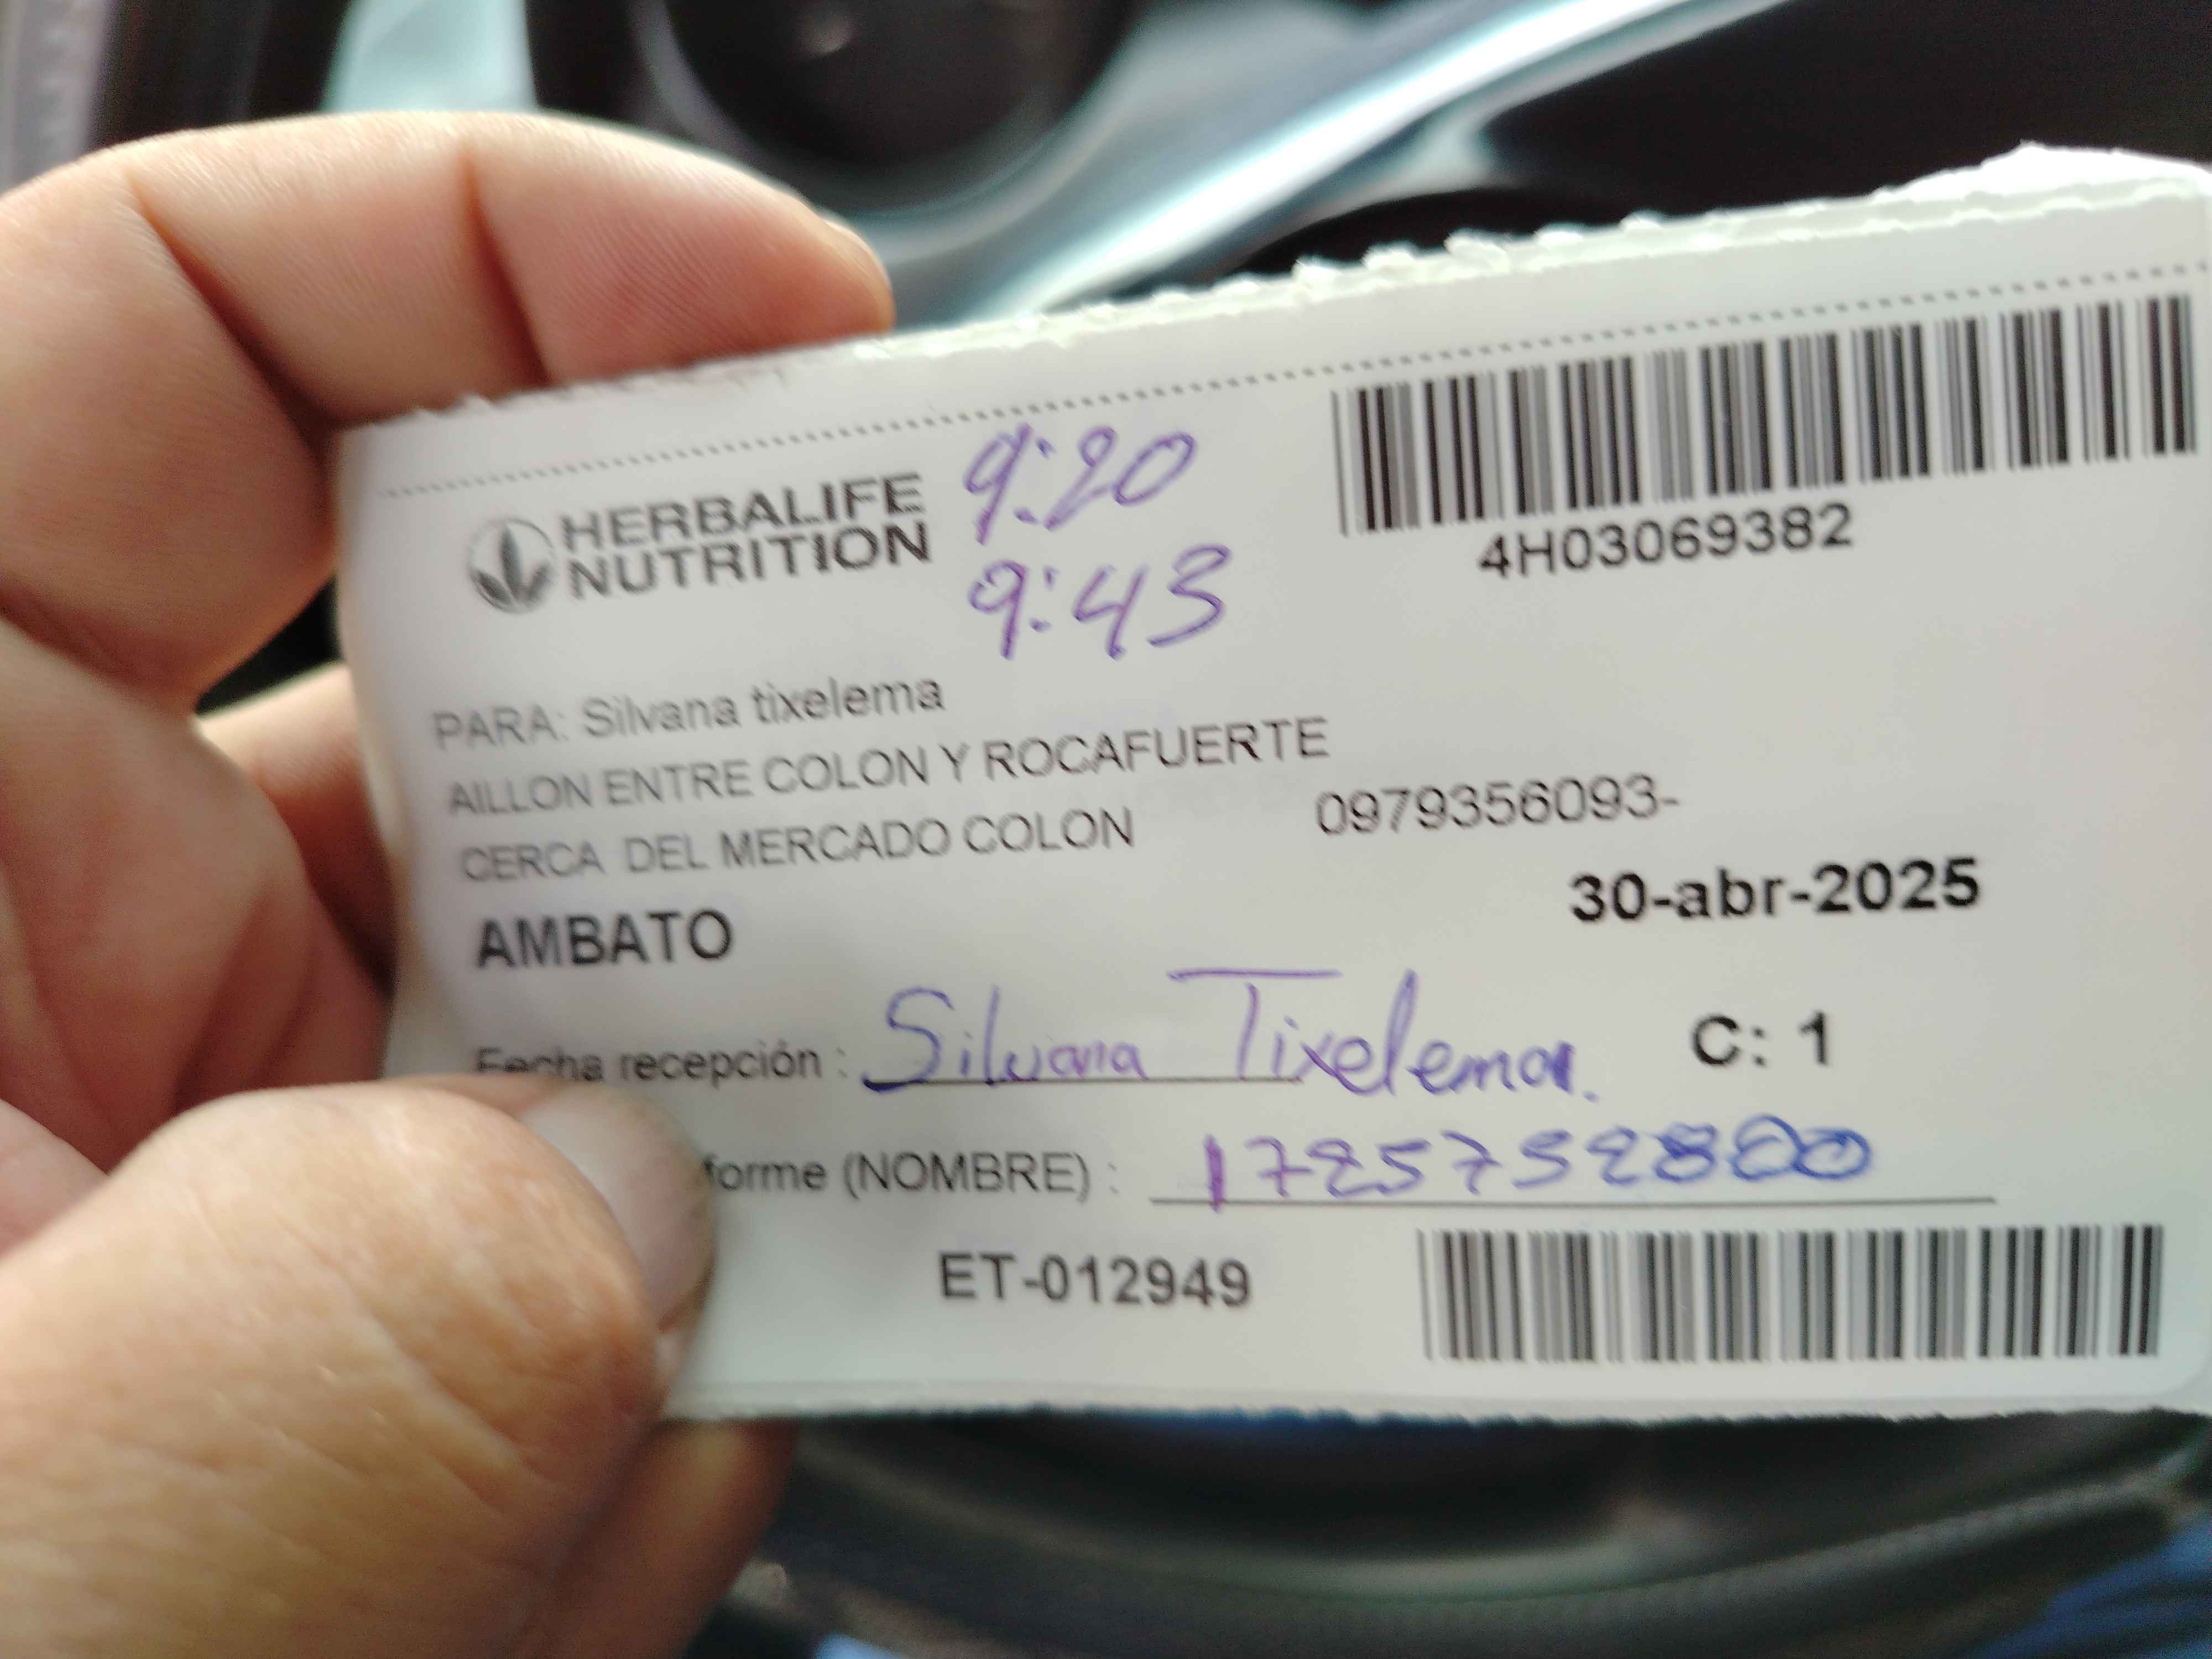 HERBALIFE
NUTRITION
9:20
9:43
4H03069382
PARA: Silvana tixelema
AILLON ENTRE COLON Y ROCAFUERTE
CERCA DEL MERCADO COLON 0979356093-
AMBATO 30-abr-2025
Fecha recepción : Silvana Tixelema. C: 1
forme (NOMBRE) :
ET-012949